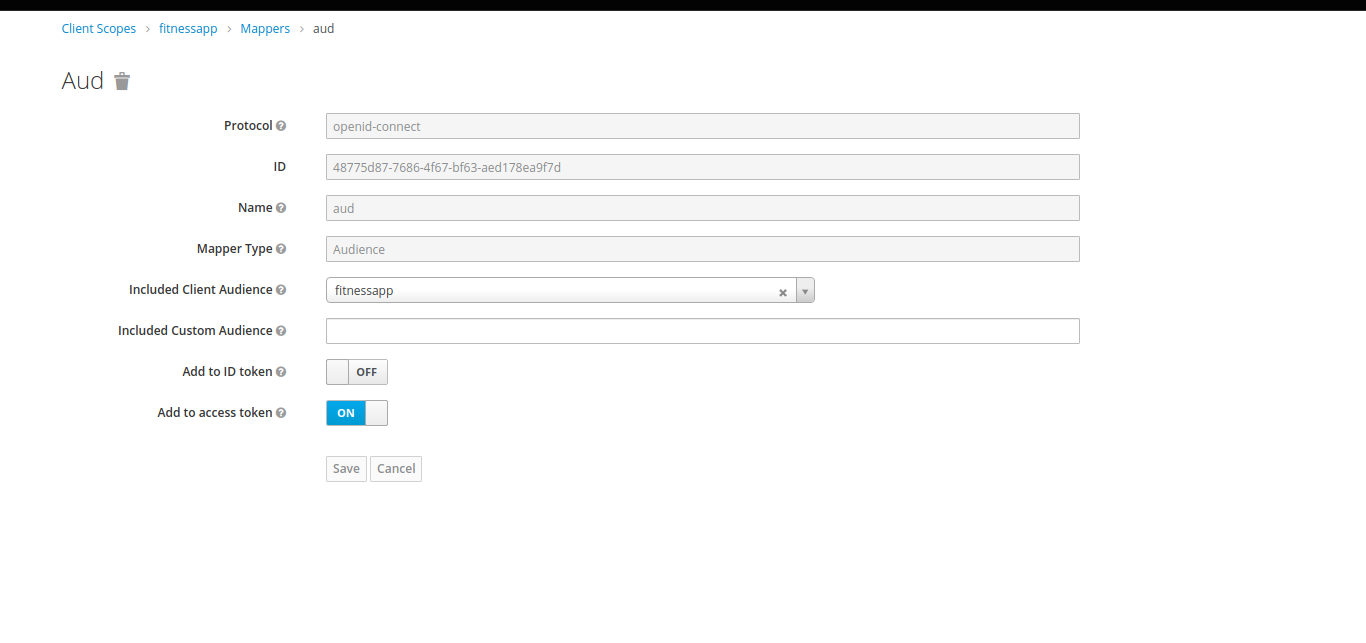 Client Scopes › fitnessapp › Mappers › aud
Aud
Protocol openid-connect
ID 48775d87-7686-4f67-bf63-aed178ea9f7d
Name aud
Mapper Type Audience
Included Client Audience fitnessapp
Included Custom Audience
Add to ID token OFF
Add to access token ON
Save Cancel